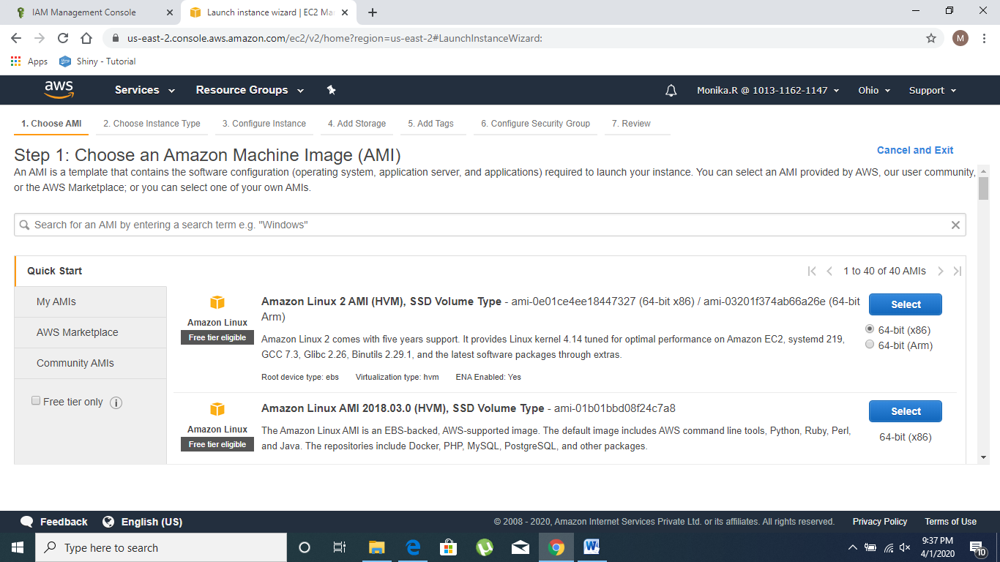 IAM Management Console
Launch instance wizard | EC2 Ma
us-east-2.console.aws.amazon.com/ec2/v2/home?region=us-east-2#LaunchInstanceWizard:
M
Apps
Shiny - Tutorial
aws
Services
Resource Groups
Monika.R @ 1013-1162-1147
Ohio
Support
1. Choose AMI
2. Choose Instance Type
3. Configure Instance
4. Add Storage
5. Add Tags
6. Configure Security Group
7. Review
Step 1: Choose an Amazon Machine Image (AMI)
Cancel and Exit
An AMI is a template that contains the software configuration (operating system, application server, and applications) required to launch your instance. You can select an AMI provided by AWS, our user community,
or the AWS Marketplace; or you can select one of your own AMIs.
Search for an AMI by entering a search term e.g. "Windows"
Quick Start
My AMIs
AWS Marketplace
Community AMIs
Free tier only
1 to 40 of 40 AMIs
Amazon Linux
Free tier eligible
Amazon Linux 2 AMI (HVM), SSD Volume Type - ami-0e01ce4ee18447327 (64-bit x86) / ami-03201f374ab66a26e (64-bit
Arm)
Amazon Linux 2 comes with five years support. It provides Linux kernel 4.14 tuned for optimal performance on Amazon EC2, systemd 219,
GCC 7.3, Glibc 2.26, Binutils 2.29.1, and the latest software packages through extras.
Root device type: ebs
Virtualization type: hvm
ENA Enabled: Yes
Select
64-bit (x86)
64-bit (Arm)
Amazon Linux
Free tier eligible
Amazon Linux AMI 2018.03.0 (HVM), SSD Volume Type - ami-01b01bbd08f24c7a8
The Amazon Linux AMI is an EBS-backed, AWS-supported image. The default image includes AWS command line tools, Python, Ruby, Perl,
and Java. The repositories include Docker, PHP, MySQL, PostgreSQL, and other packages.
Select
64-bit (x86)
Feedback
English (US)
© 2008 - 2020, Amazon Internet Services Private Ltd. or its affiliates. All rights reserved.
Privacy Policy
Terms of Use
Type here to search
9:37 PM
4/1/2020
10